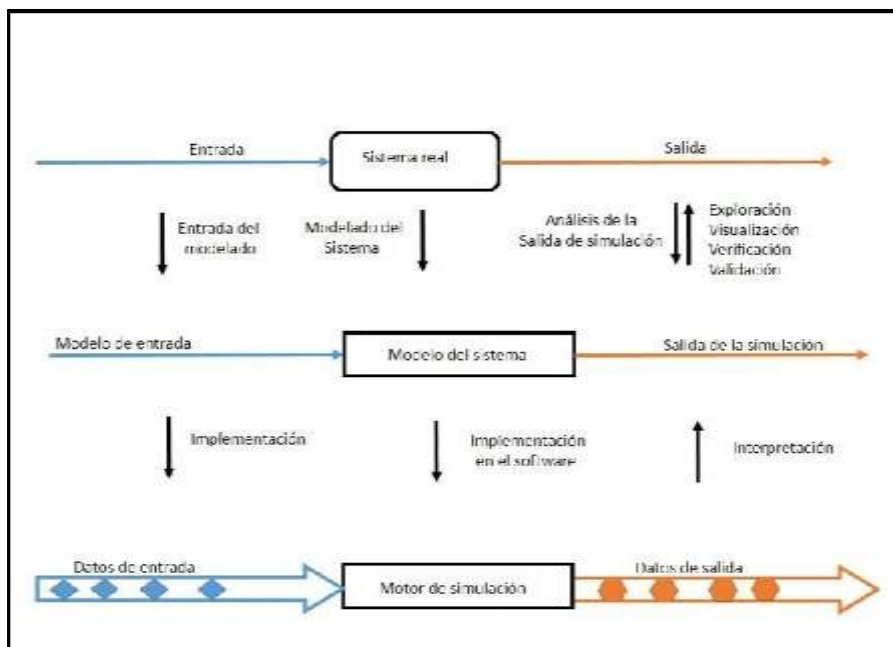 Entrada
Sistema real
Salida
Entrada del
modelado
Modelado del
Sistema
Análisis de la
Salida de simulación
Exploración
Visualización
Verificación
Validación
Modelo de entrada
Modelo del sistema
Salida de la simulación
Implementación
Implementación
en el software
Interpretación
Datos de entrada
Motor de simulación
Datos de salida